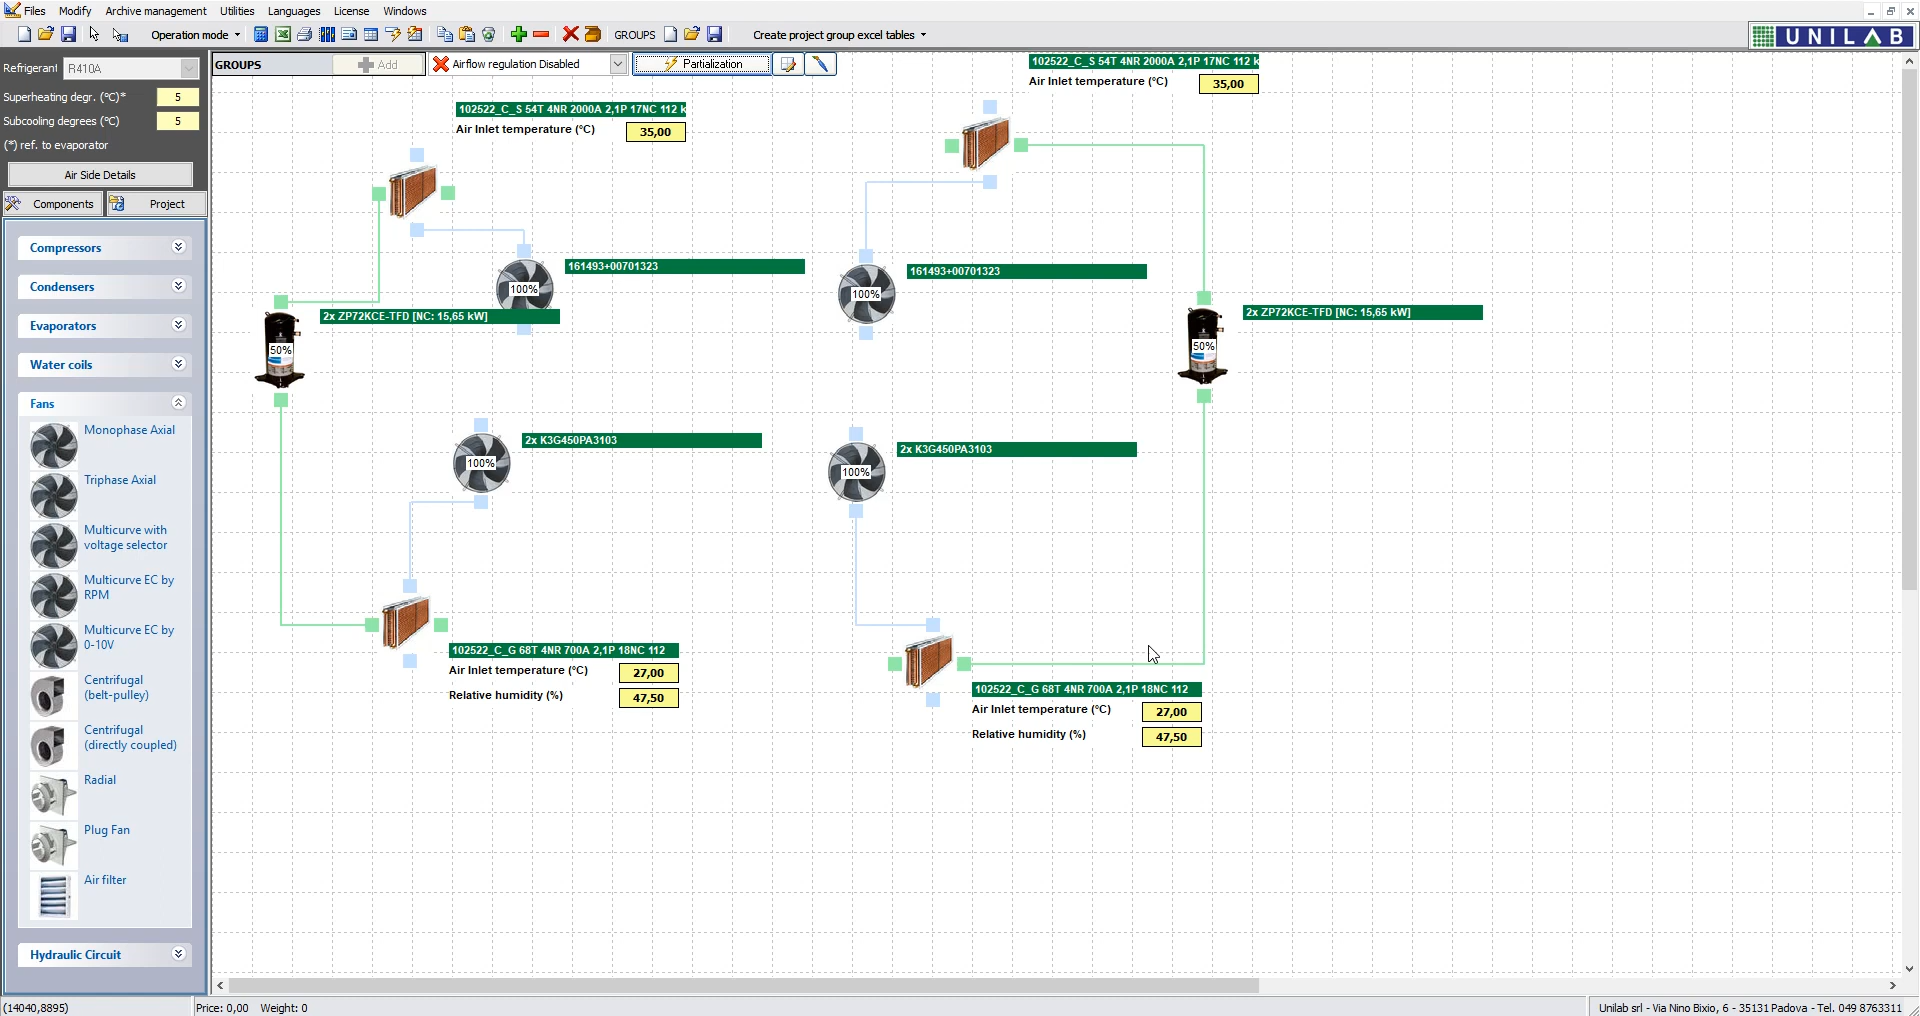 Files Modify Archive management Utilities Languages License Windows
Operation mode GROUPS Create project group excel tables
UNILAB
Refrigerant R410A
Superheating degr. (°C)* 5
Subcooling degrees (°C) 5
(*) ref. to evaporator
Air Side Details
Components Project
Compressors
Condensers
Evaporators
Water coils
Fans
Monophase Axial
Triphase Axial
Multicurve with
voltage selector
Multicurve EC by
RPM
Multicurve EC by
0-10V
Centrifugal
(belt-pulley)
Centrifugal
(directly coupled)
Radial
Plug Fan
Air filter
Hydraulic Circuit
GROUPS Add Airflow regulation Disabled Partialization
102522_C_S 54T 4NR 2000A 2,1P 17NC 112 k
Air Inlet temperature (°C) 35,00
102522_C_S 54T 4NR 2000A 2,1P 17NC 112 k
Air Inlet temperature (°C) 35,00
161493+00701323
100%
161493+00701323
100%
2x ZP72KCE-TFD [NC: 15,65 kW]
50%
2x ZP72KCE-TFD [NC: 15,65 kW]
50%
2x K3G450PA3103
100%
2x K3G450PA3103
100%
102522_C_G 68T 4NR 700A 2,1P 18NC 112
Air Inlet temperature (°C) 27,00
Relative humidity (%) 47,50
102522_C_G 68T 4NR 700A 2,1P 18NC 112
Air Inlet temperature (°C) 27,00
Relative humidity (%) 47,50
(14040,8895) Price: 0,00 Weight: 0 Unilab srl - Via Nino Bixio, 6 - 35131 Padova - Tel. 049 8763311